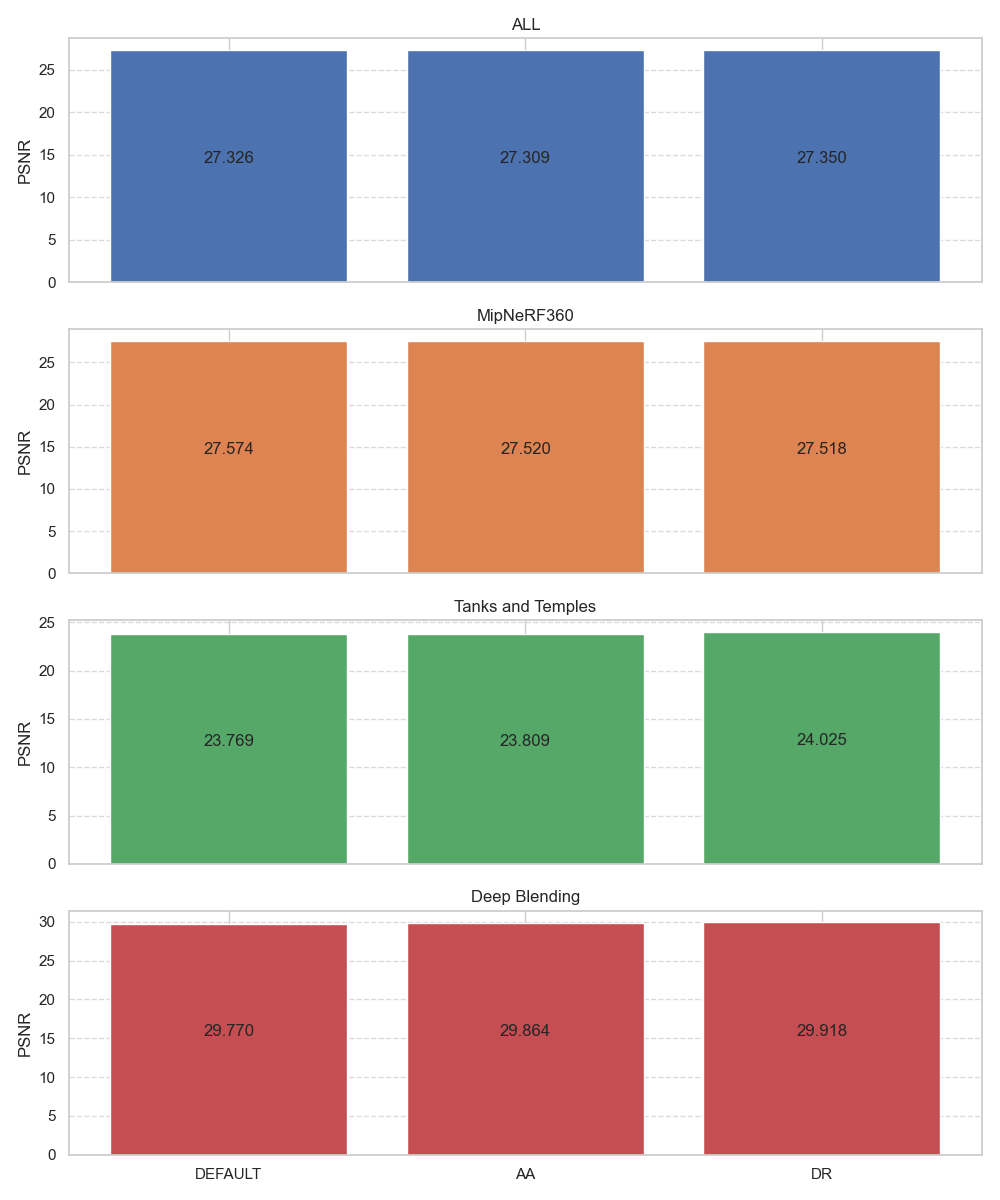 ALL
PSNR
25
20
15
10
5
0
27.326 27.309 27.350
MipNeRF360
PSNR
25
20
15
10
5
0
27.574 27.520 27.518
Tanks and Temples
PSNR
25
20
15
10
5
0
23.769 23.809 24.025
Deep Blending
PSNR
30
25
20
15
10
5
0
29.770 29.864 29.918
DEFAULT AA DR